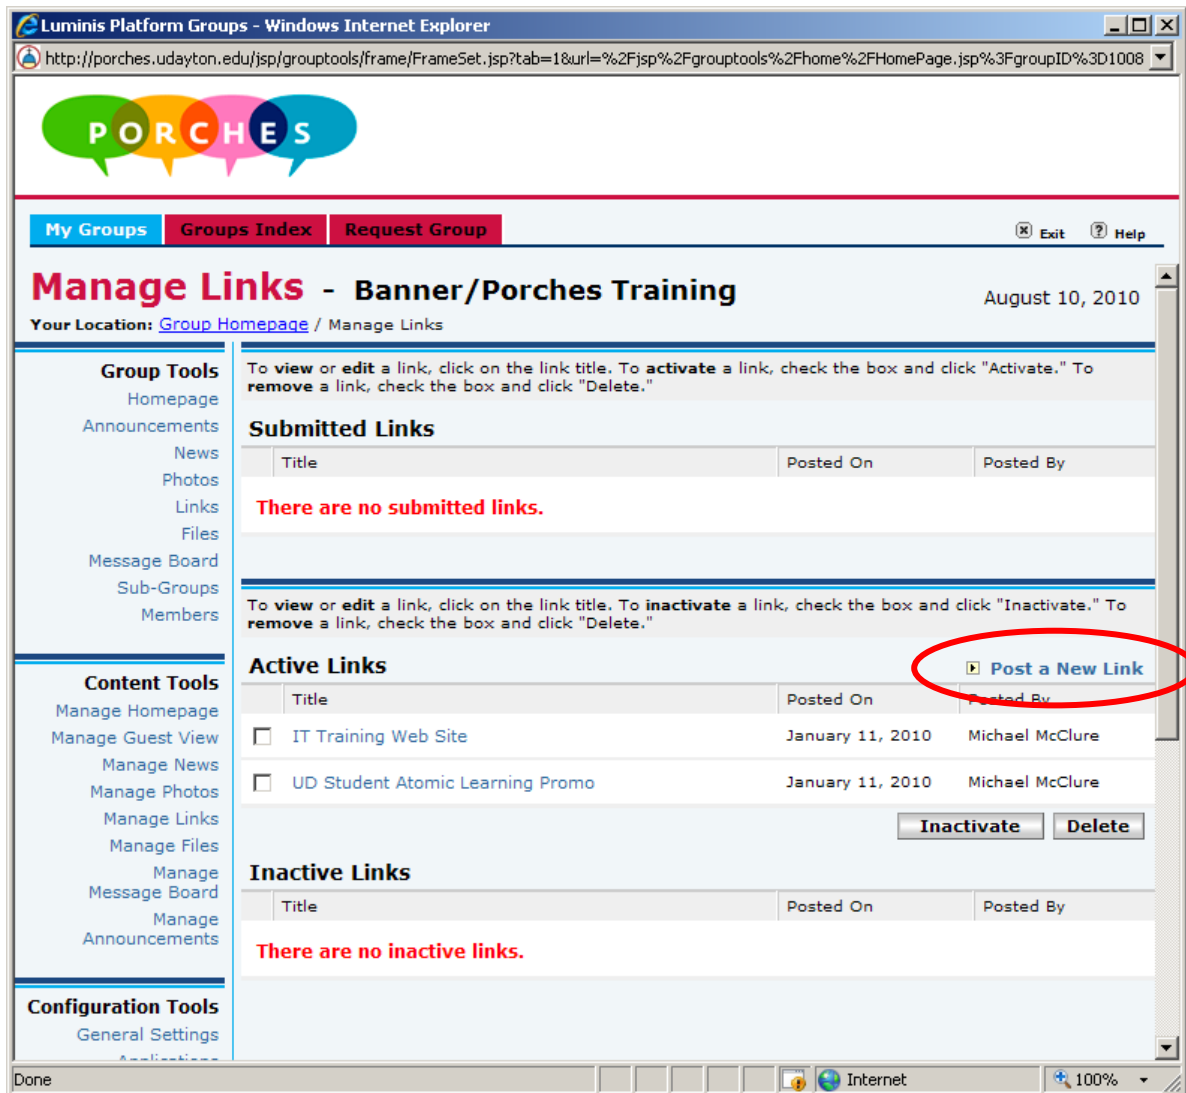 Luminis Platform Groups - Windows Internet Explorer
http://porches.udayton.edu/jsp/grouptools/frame/FrameSet.jsp?tab=1&url=%2Fjsp%2Fgrouptools%2Fhome%2FHomePage.jsp%3FgroupID%3D1008
PORCHES
My Groups Groups Index Request Group Exit Help
Manage Links - Banner/Porches Training August 10, 2010
Your Location: Group Homepage / Manage Links
Group Tools
Homepage
Announcements
News
Photos
Links
Files
Message Board
Sub-Groups
Members
Content Tools
Manage Homepage
Manage Guest View
Manage News
Manage Photos
Manage Links
Manage Files
Manage
Message Board
Manage
Announcements
Configuration Tools
General Settings
Applications
To view or edit a link, click on the link title. To activate a link, check the box and click "Activate." To
remove a link, check the box and click "Delete."
Submitted Links
Title Posted On Posted By
There are no submitted links.
To view or edit a link, click on the link title. To inactivate a link, check the box and click "Inactivate." To
remove a link, check the box and click "Delete."
Active Links Post a New Link
Title Posted On Posted By
IT Training Web Site January 11, 2010 Michael McClure
UD Student Atomic Learning Promo January 11, 2010 Michael McClure
Inactivate Delete
Inactive Links
Title Posted On Posted By
There are no inactive links.
Done Internet 100%